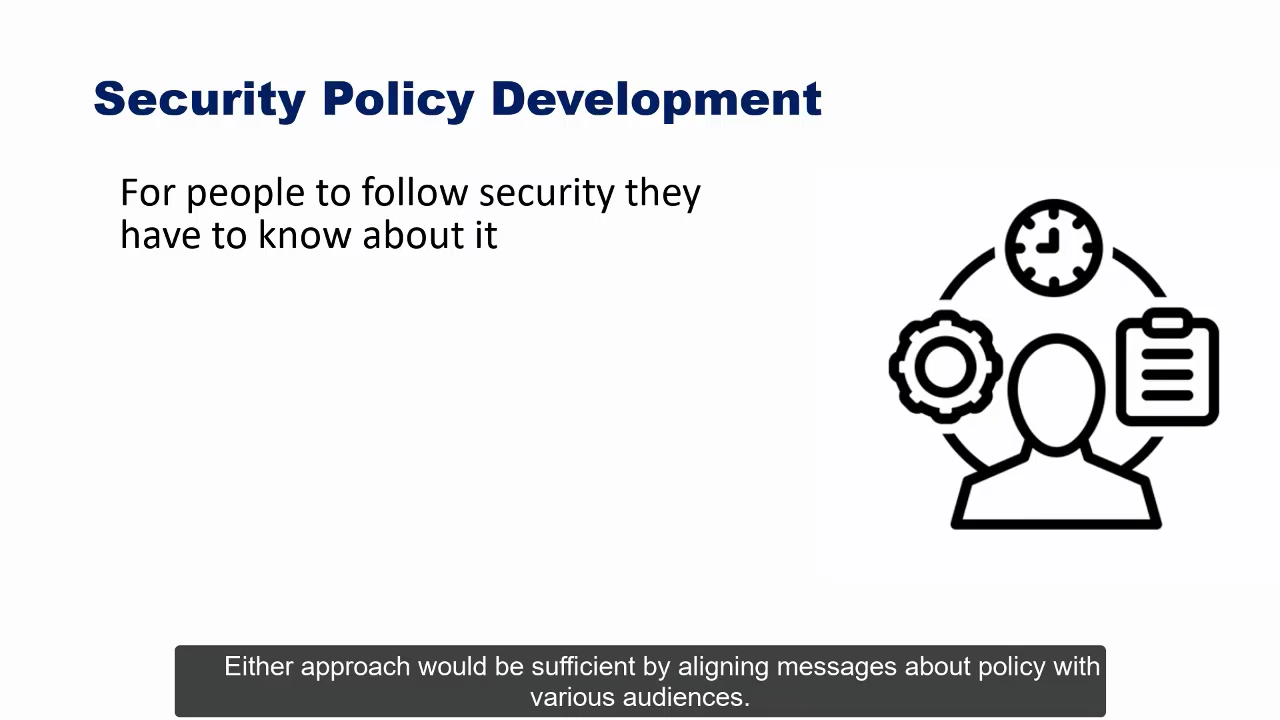 Security Policy Development
For people to follow security they
have to know about it
Either approach would be sufficient by aligning messages about policy with
various audiences.